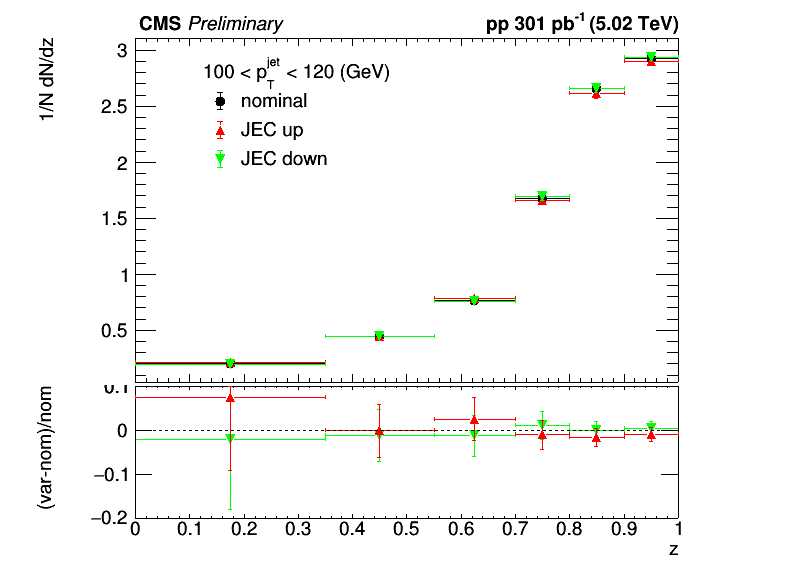 CMS Preliminary pp 301 pb⁻¹ (5.02 TeV)
1/N dN/dz
3
2.5
2
1.5
1
0.5
100 < p_T^jet < 120 (GeV)
nominal
JEC up
JEC down
(var-nom)/nom
0.1
0
−0.1
−0.2
0 0.1 0.2 0.3 0.4 0.5 0.6 0.7 0.8 0.9 1
z